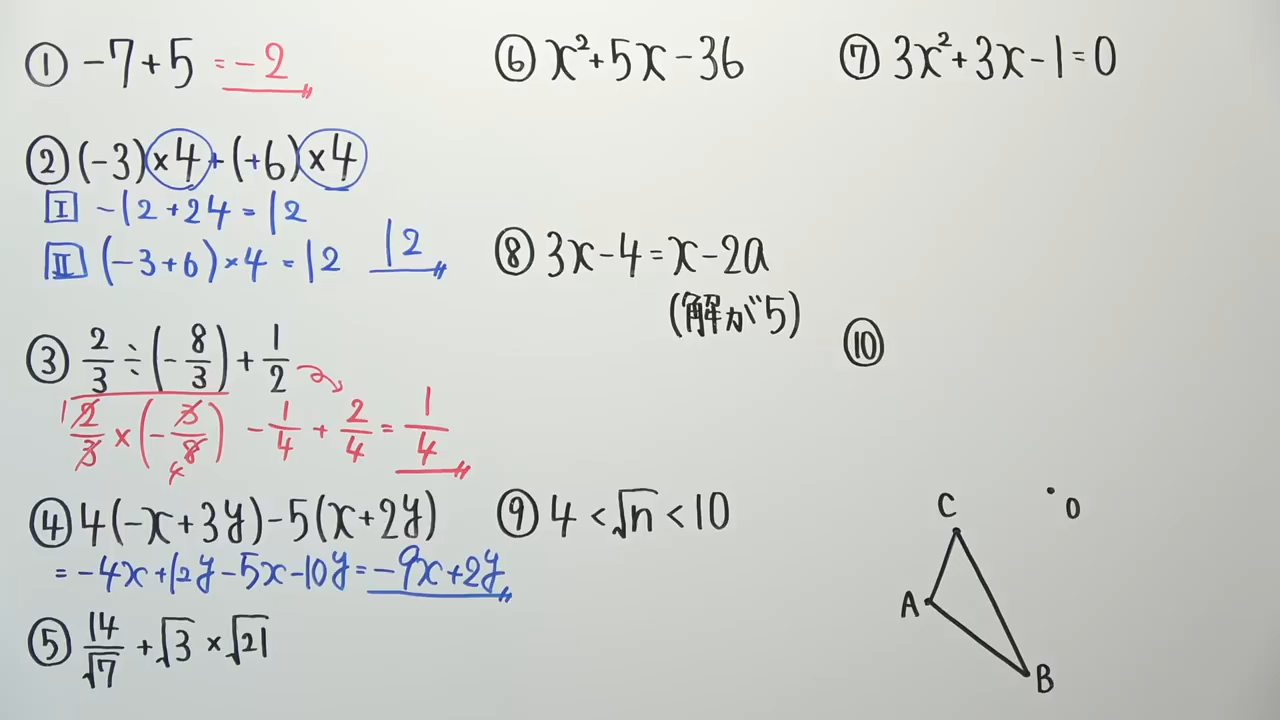 ① -7+5 = -2
② (-3)×4+(+6)×4
Ⅰ -12+24=12
Ⅱ (-3+6)×4=12 12
③ 2/3÷(-8/3)+1/2
1 2/3×(-3/8) 4 -1/4+2/4=1/4
④ 4(-x+3y)-5(x+2y)
=-4x+12y-5x-10y=-9x+2y
⑤ 14/√7+√3×√21
⑥ x²+5x-36
⑦ 3x²+3x-1=0
⑧ 3x-4=x-2a
(解が5)
⑨ 4<√n<10
⑩
C
O
A
B